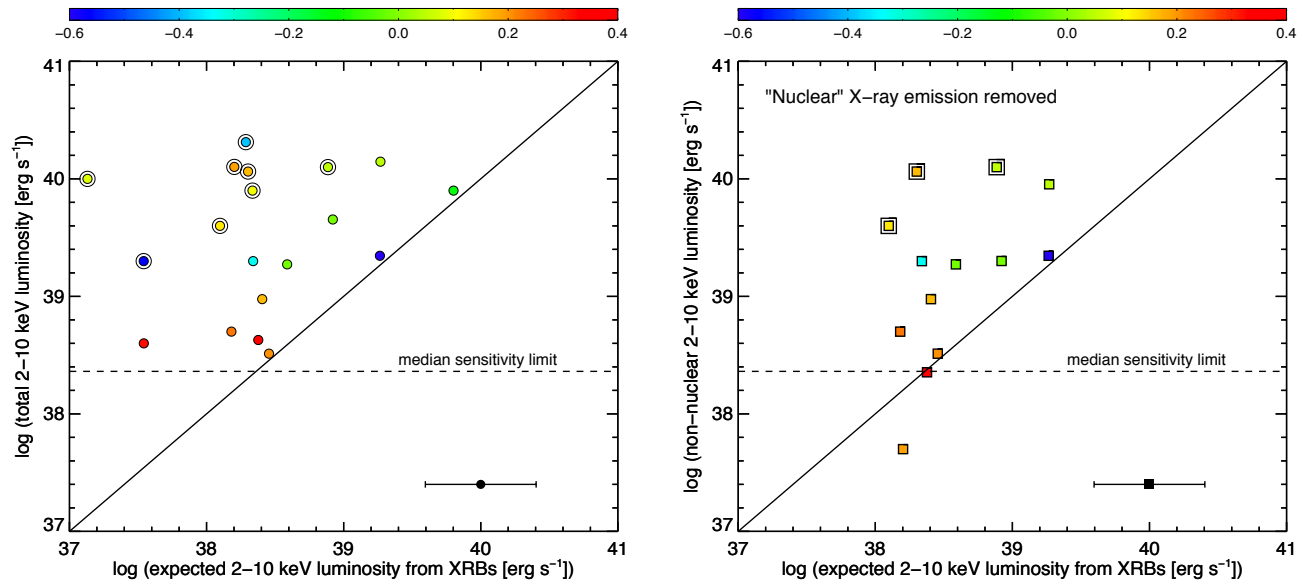 −0.6 −0.4 −0.2 0.0 0.2 0.4
41
40
39
38
37
log (total 2−10 keV luminosity [erg s−1])
median sensitivity limit
37 38 39 40 41
log (expected 2−10 keV luminosity from XRBs [erg s−1])
−0.6 −0.4 −0.2 0.0 0.2 0.4
41
40
39
38
37
log (non−nuclear 2−10 keV luminosity [erg s−1])
"Nuclear" X−ray emission removed
median sensitivity limit
37 38 39 40 41
log (expected 2−10 keV luminosity from XRBs [erg s−1])